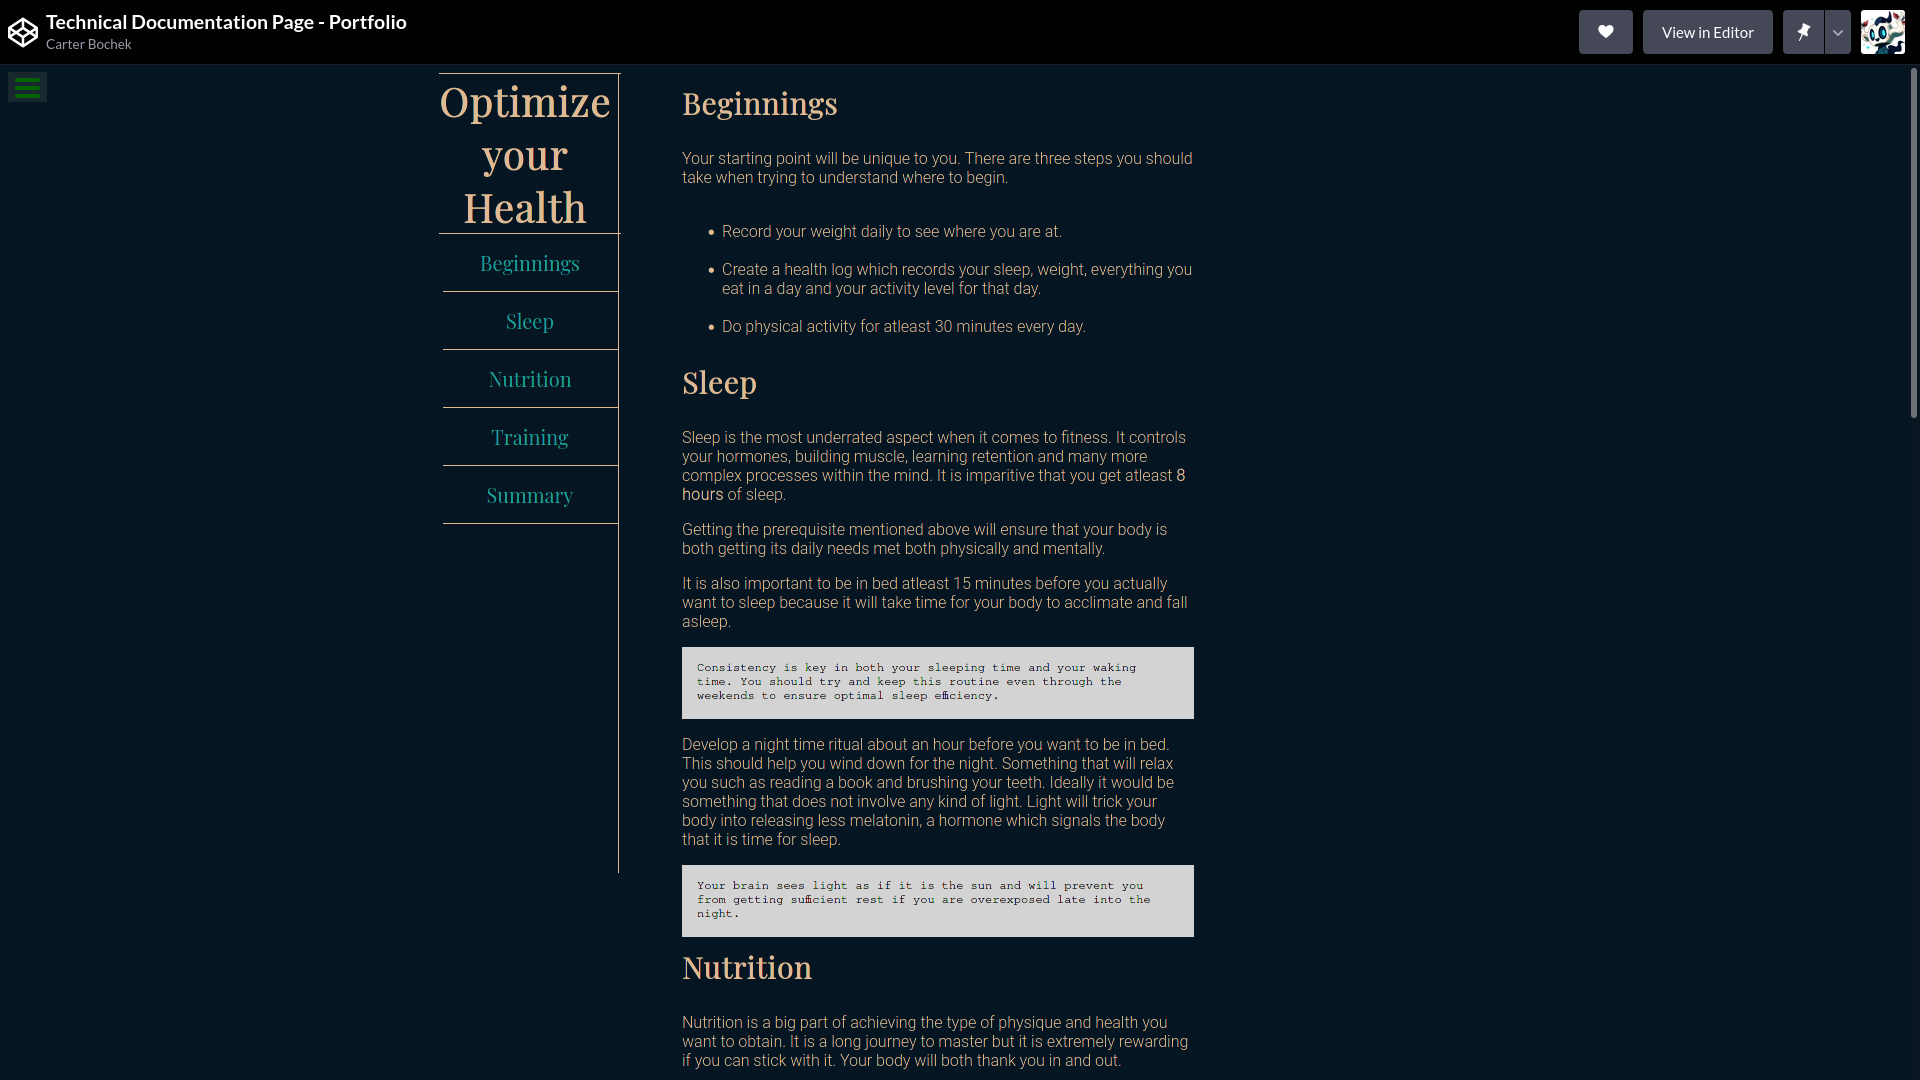 Technical Documentation Page - Portfolio
Carter Bochek
View in Editor
Optimize
your
Health
Beginnings
Sleep
Nutrition
Training
Summary
Beginnings
Your starting point will be unique to you. There are three steps you should
take when trying to understand where to begin.
Record your weight daily to see where you are at.
Create a health log which records your sleep, weight, everything you
eat in a day and your activity level for that day.
Do physical activity for atleast 30 minutes every day.
Sleep
Sleep is the most underrated aspect when it comes to fitness. It controls
your hormones, building muscle, learning retention and many more
complex processes within the mind. It is imparitive that you get atleast 8
hours of sleep.
Getting the prerequisite mentioned above will ensure that your body is
both getting its daily needs met both physically and mentally.
It is also important to be in bed atleast 15 minutes before you actually
want to sleep because it will take time for your body to acclimate and fall
asleep.
Consistency is key in both your sleeping time and your waking
time. You should try and keep this routine even through the
weekends to ensure optimal sleep efficiency.
Develop a night time ritual about an hour before you want to be in bed.
This should help you wind down for the night. Something that will relax
you such as reading a book and brushing your teeth. Ideally it would be
something that does not involve any kind of light. Light will trick your
body into releasing less melatonin, a hormone which signals the body
that it is time for sleep.
Your brain sees light as if it is the sun and will prevent you
from getting sufficient rest if you are overexposed late into the
night.
Nutrition
Nutrition is a big part of achieving the type of physique and health you
want to obtain. It is a long journey to master but it is extremely rewarding
if you can stick with it. Your body will both thank you in and out.